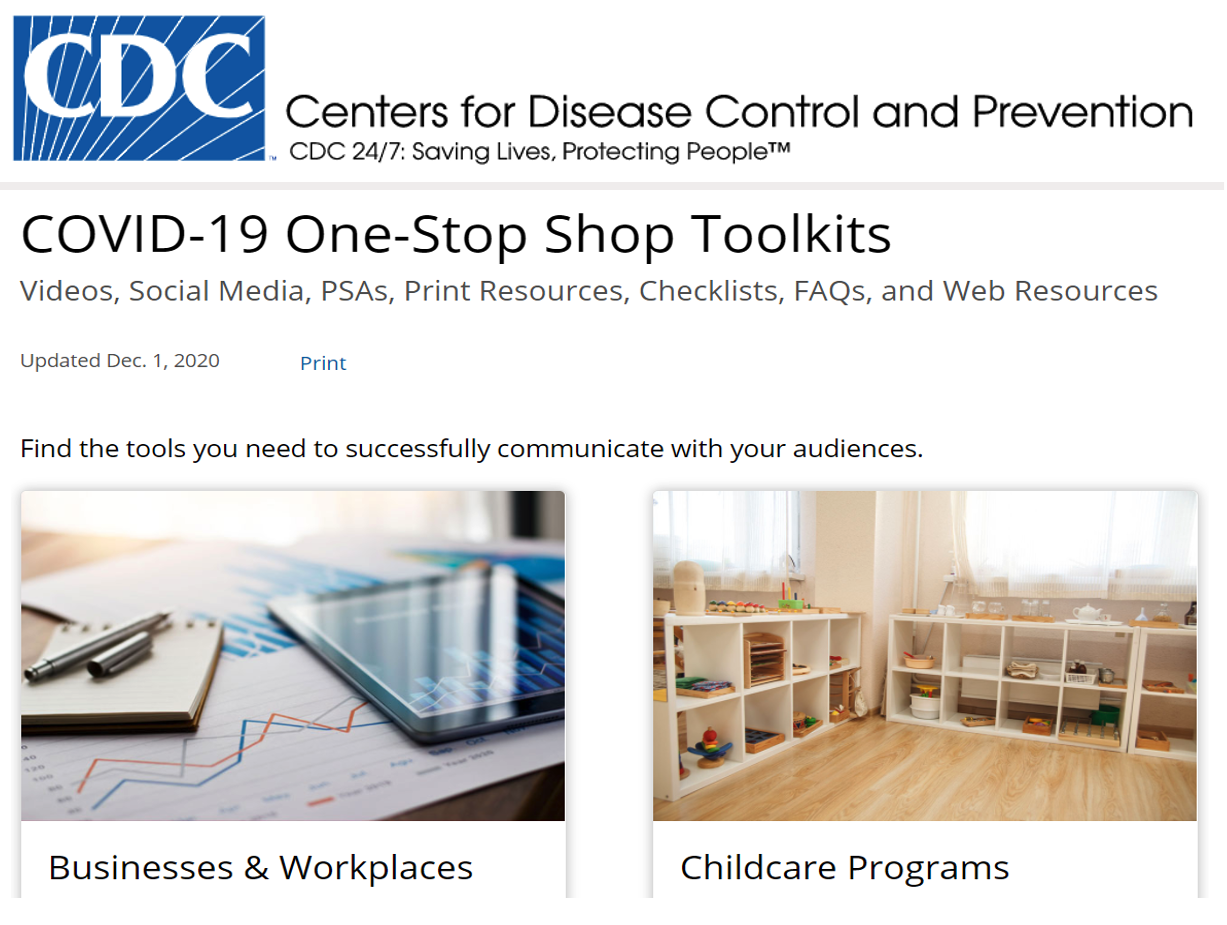 CDC
Centers for Disease Control and Prevention
CDC 24/7: Saving Lives, Protecting People™
COVID-19 One-Stop Shop Toolkits
Videos, Social Media, PSAs, Print Resources, Checklists, FAQs, and Web Resources
Updated Dec. 1, 2020
Print
Find the tools you need to successfully communicate with your audiences.
Businesses & Workplaces
Childcare Programs